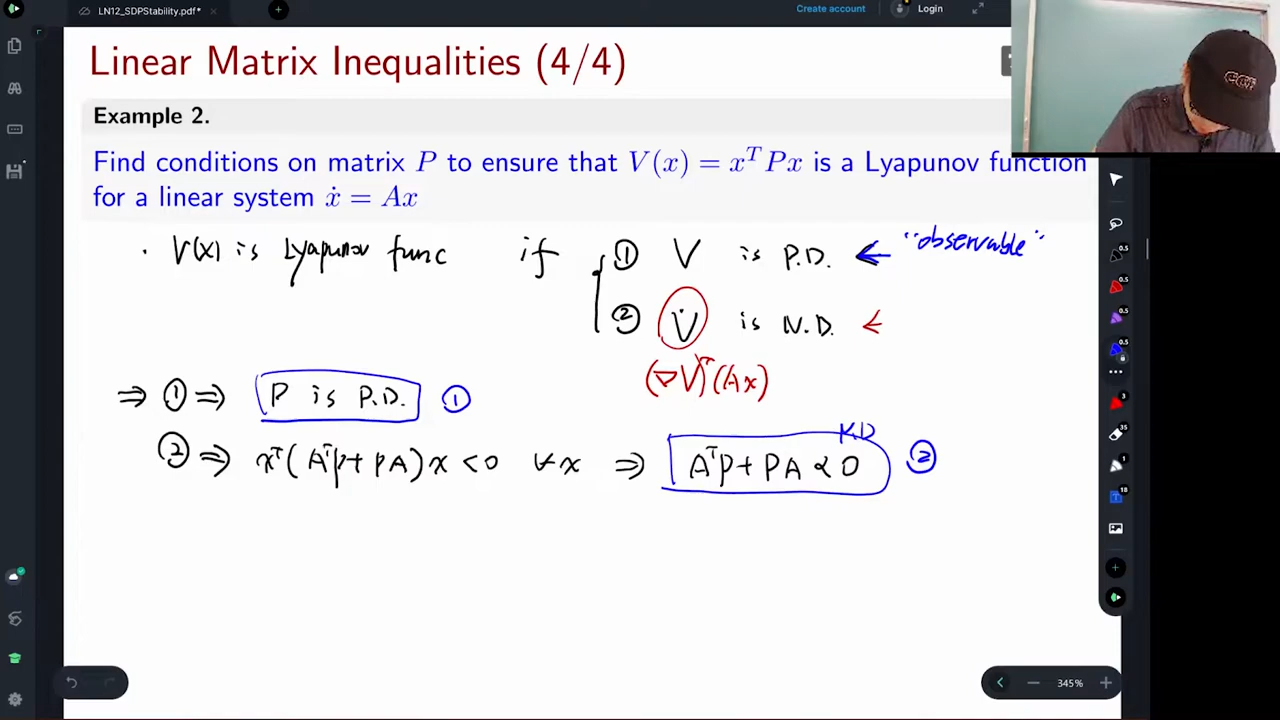 LN12_SDPStability.pdf*
Create account
Login
Linear Matrix Inequalities (4/4)
Example 2.
Find conditions on matrix P to ensure that V(x) = x^T Px is a Lyapunov function
for a linear system ẋ = Ax
· V(x) is Lyapunov func if ① V is P.D. ← "observable"
② V̇ is N.D. ←
(∇V)^T(Ax)
⇒ ① ⇒ P is P.D. ①
② ⇒ x^T(A^TP+PA)x <0 ∀x ⇒ A^TP+PA ≺ 0 ②
345%